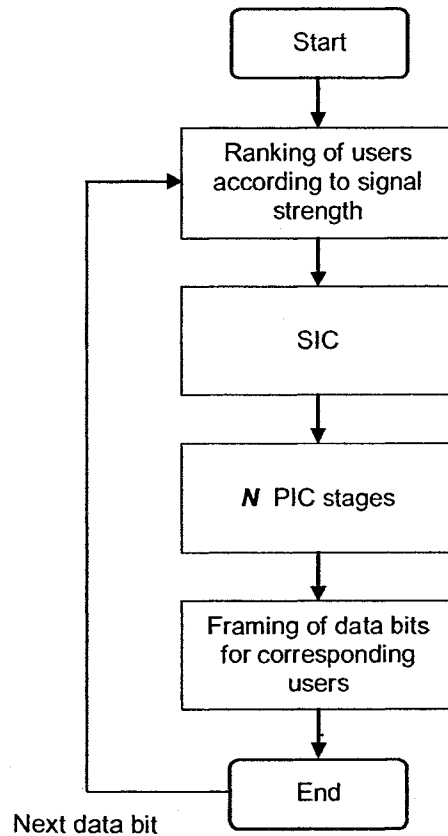 Start
Ranking of users
according to signal
strength
SIC
N PIC stages
Framing of data bits
for corresponding
users
End
Next data bit